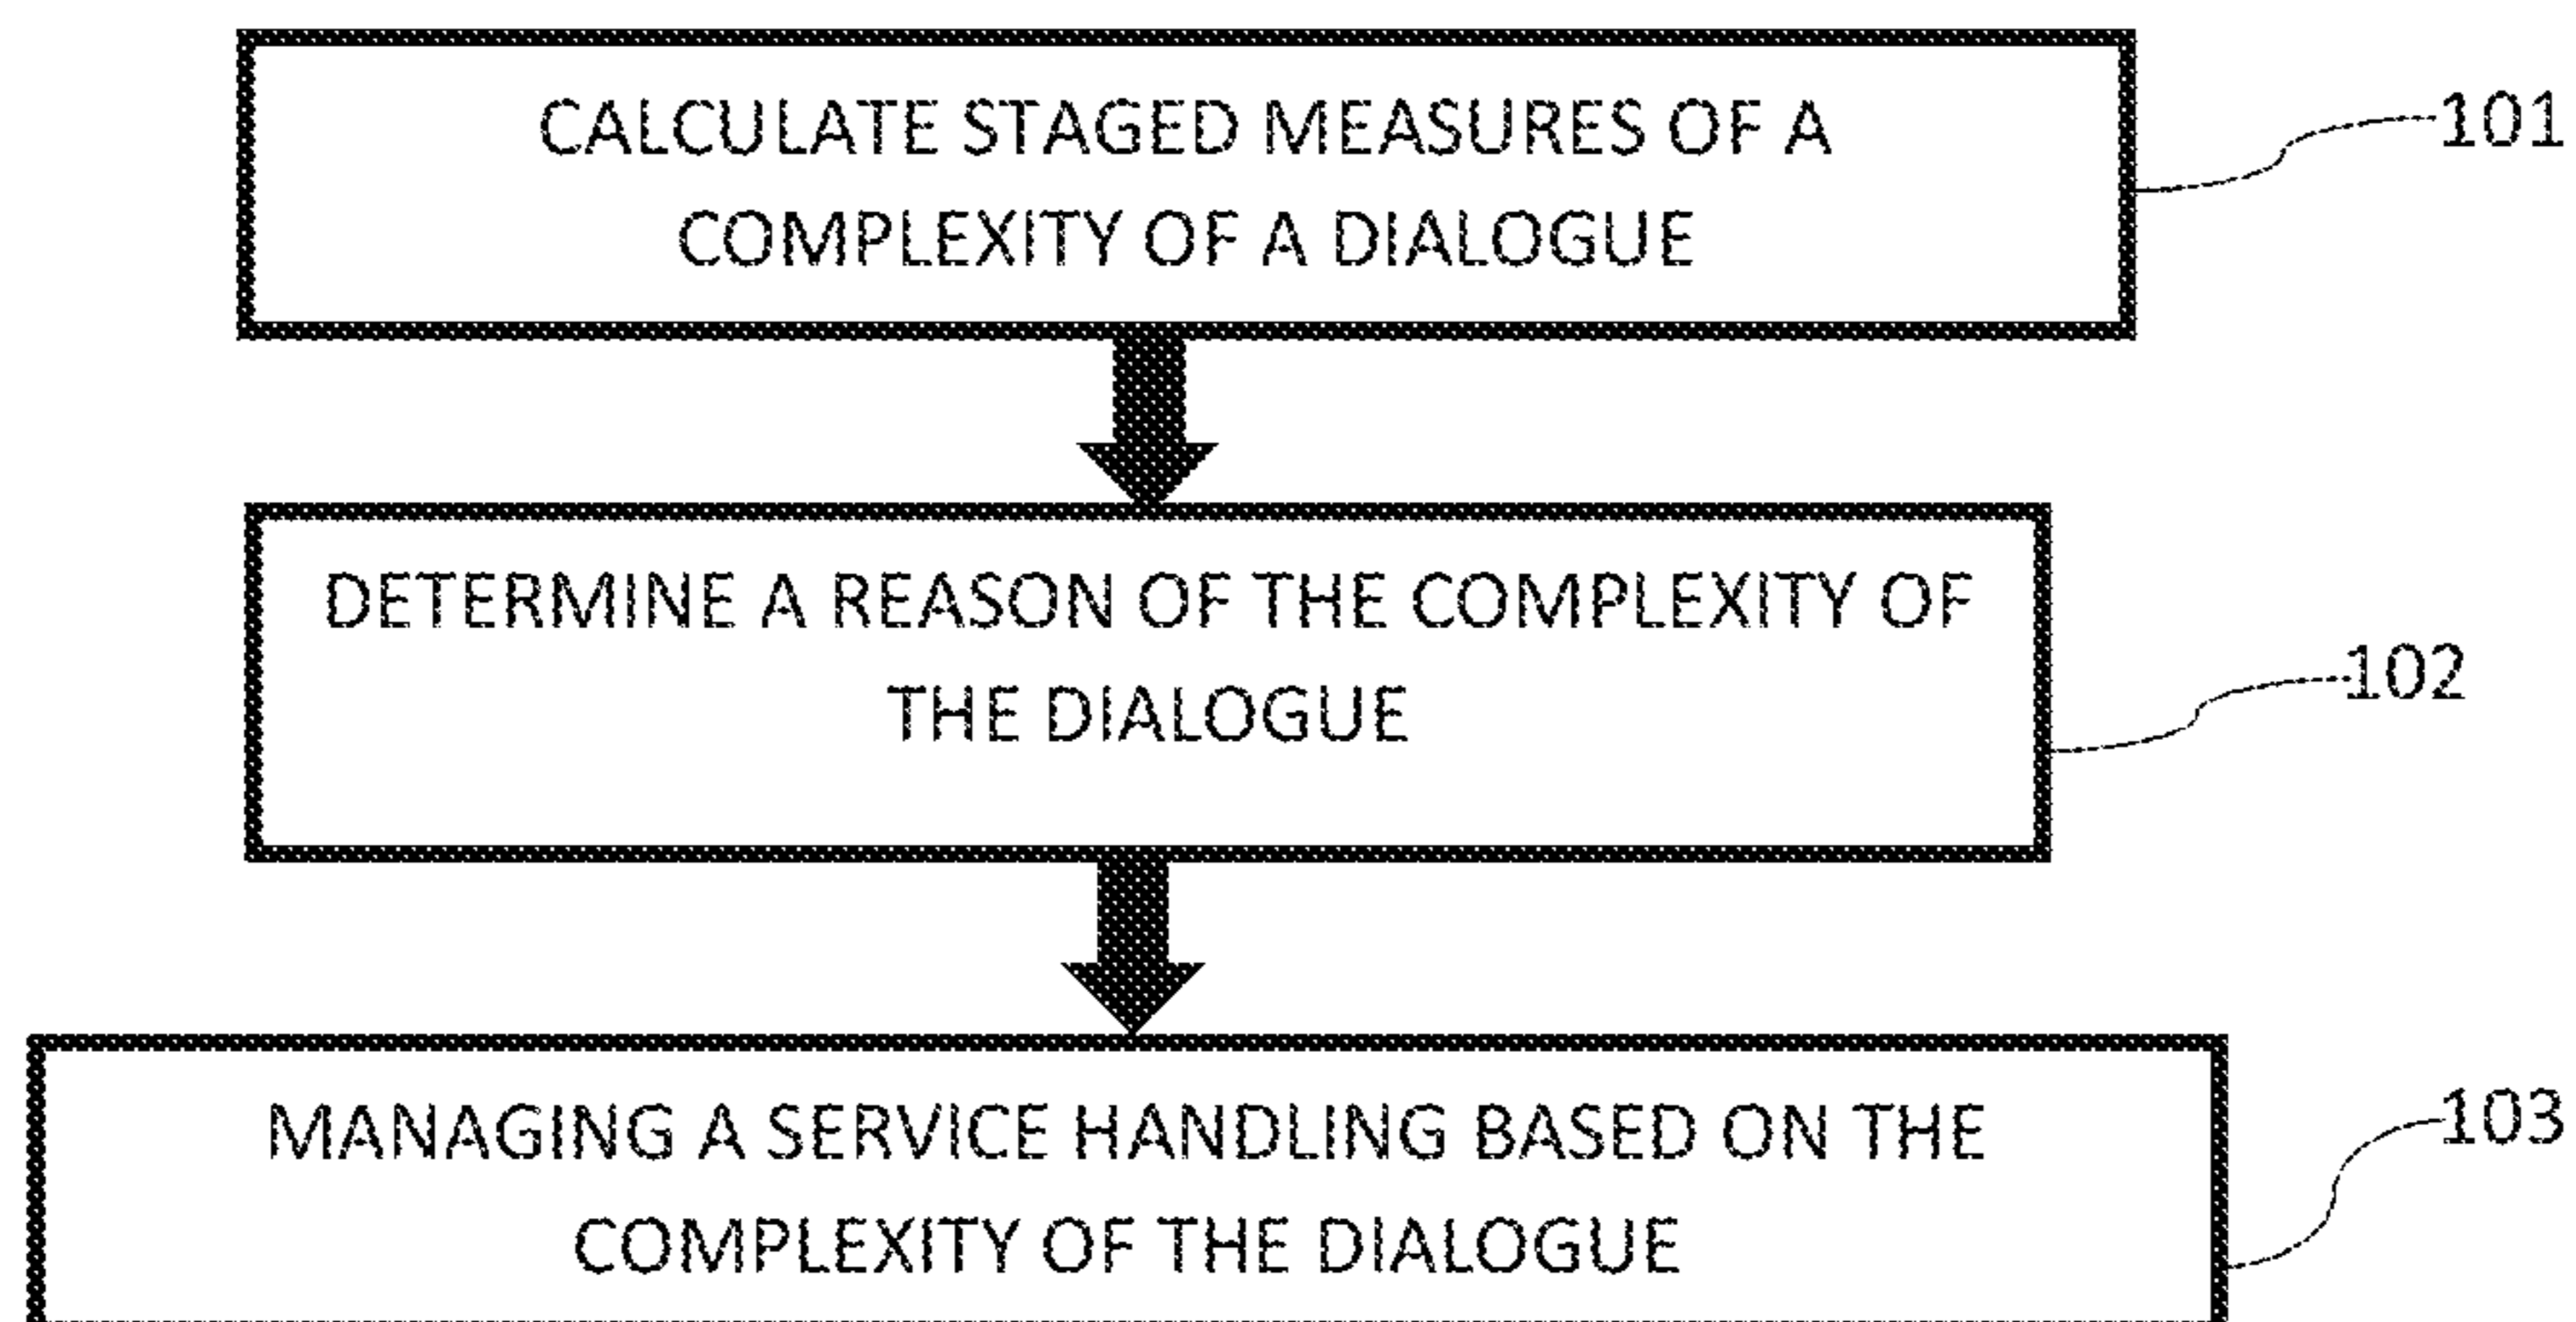 CALCULATE STAGED MEASURES OF A
COMPLEXITY OF A DIALOGUE
101
DETERMINE A REASON OF THE COMPLEXITY OF
THE DIALOGUE
102
MANAGING A SERVICE HANDLING BASED ON THE
COMPLEXITY OF THE DIALOGUE
103